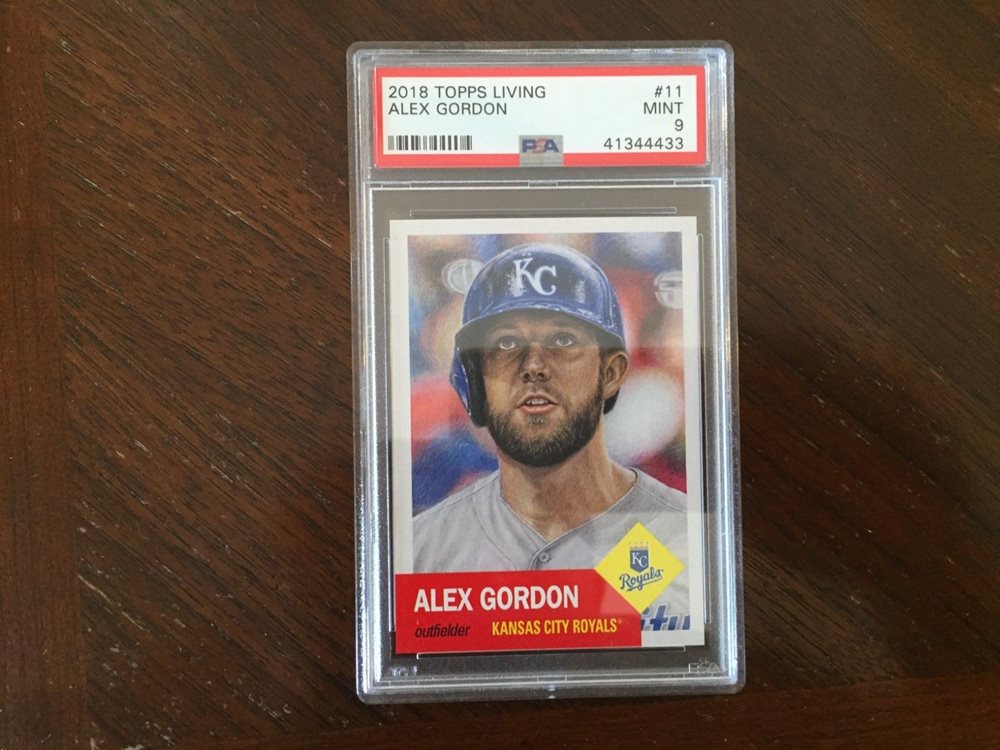 2018 TOPPS LIVING #11
ALEX GORDON MINT
9
PSA 41344433
KC
KC
Royals
ALEX GORDON
outfielder KANSAS CITY ROYALS®
PSA